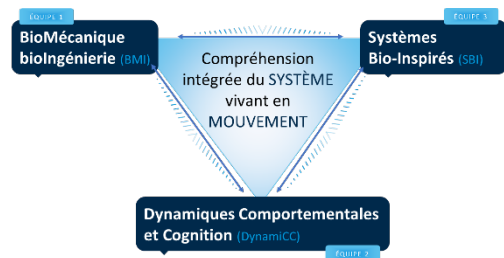 ÉQUIPE 1
BioMécanique
bioIngénierie (BMI)
ÉQUIPE 3
Systèmes
Bio-Inspirés (SBI)
Compréhension
intégrée du SYSTÈME
vivant en
MOUVEMENT
Dynamiques Comportementales
et Cognition (DynamiCC)
ÉQUIPE 2